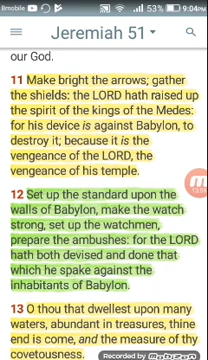 Bmobile 53% 9:04PM
Jeremiah 51
our God.
11 Make bright the arrows; gather
the shields: the LORD hath raised up
the spirit of the kings of the Medes:
for his device is against Babylon, to
destroy it; because it is the
vengeance of the LORD, the
vengeance of his temple.
12 Set up the standard upon the
walls of Babylon, make the watch
strong, set up the watchmen,
prepare the ambushes: for the LORD
hath both devised and done that
which he spake against the
inhabitants of Babylon.
13 O thou that dwellest upon many
waters, abundant in treasures, thine
end is come, and the measure of thy
covetousness.
Recorded by
Mobizen